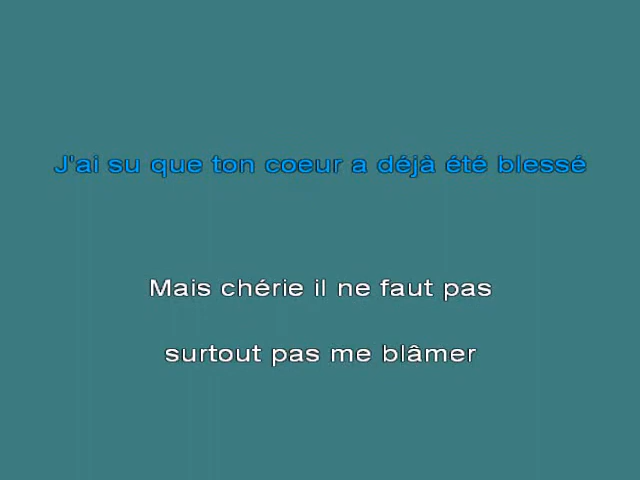 J'ai su que ton coeur a déjà été blessé
Mais chérie il ne faut pas
surtout pas me blâmer